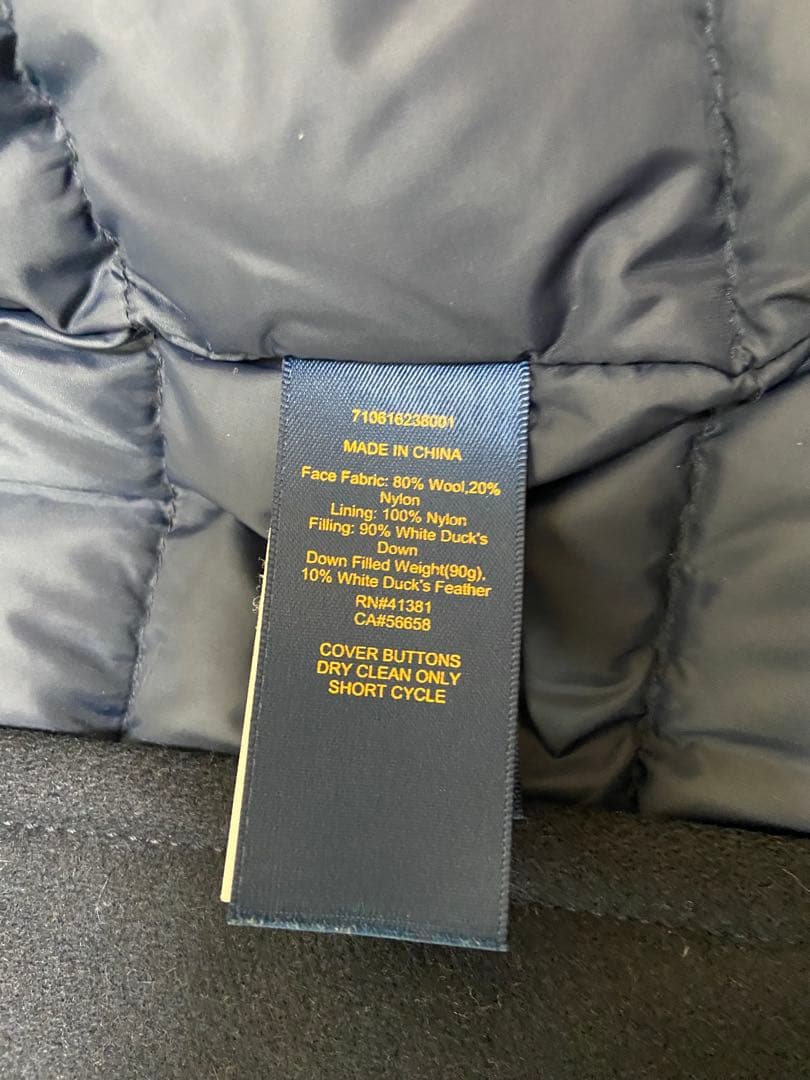 710616238001
MADE IN CHINA
Face Fabric: 80% Wool,20%
Nylon
Lining: 100% Nylon
Filling: 90% White Duck's
Down
Down Filled Weight(90g),
10% White Duck's Feather
RN#41381
CA#56658
COVER BUTTONS
DRY CLEAN ONLY
SHORT CYCLE